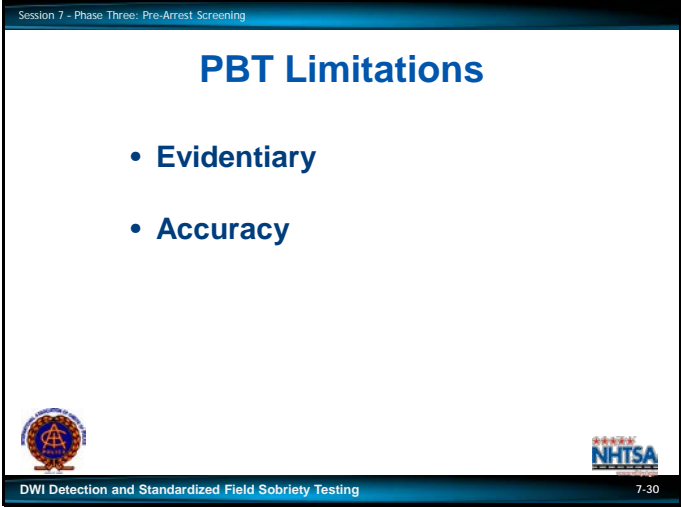 Session 7 - Phase Three: Pre-Arrest Screening
PBT Limitations
• Evidentiary
• Accuracy
NHTSA
DWI Detection and Standardized Field Sobriety Testing
7-30